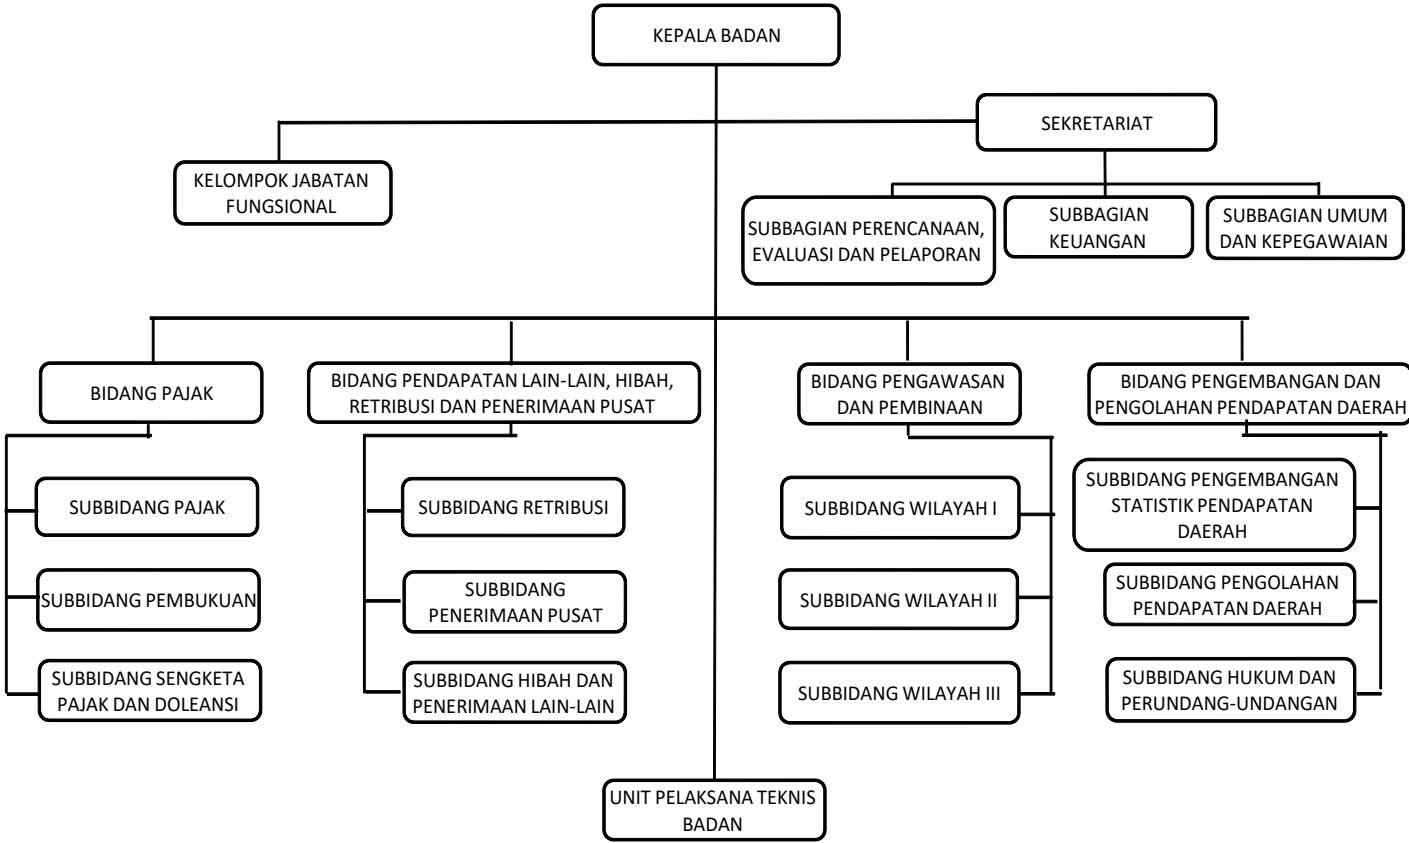 KEPALA BADAN
SEKRETARIAT
KELOMPOK JABATAN
FUNGSIONAL
SUBBAGIAN PERENCANAAN,
EVALUASI DAN PELAPORAN
SUBBAGIAN
KEUANGAN
SUBBAGIAN UMUM
DAN KEPEGAWAIAN
BIDANG PAJAK
BIDANG PENDAPATAN LAIN-LAIN, HIBAH,
RETRIBUSI DAN PENERIMAAN PUSAT
BIDANG PENGAWASAN
DAN PEMBINAAN
BIDANG PENGEMBANGAN DAN
PENGOLAHAN PENDAPATAN DAERAH
SUBBIDANG PAJAK
SUBBIDANG PEMBUKUAN
SUBBIDANG SENGKETA
PAJAK DAN DOLEANSI
SUBBIDANG RETRIBUSI
SUBBIDANG
PENERIMAAN PUSAT
SUBBIDANG HIBAH DAN
PENERIMAAN LAIN-LAIN
SUBBIDANG WILAYAH I
SUBBIDANG WILAYAH II
SUBBIDANG WILAYAH III
SUBBIDANG PENGEMBANGAN
STATISTIK PENDAPATAN
DAERAH
SUBBIDANG PENGOLAHAN
PENDAPATAN DAERAH
SUBBIDANG HUKUM DAN
PERUNDANG-UNDANGAN
UNIT PELAKSANA TEKNIS
BADAN